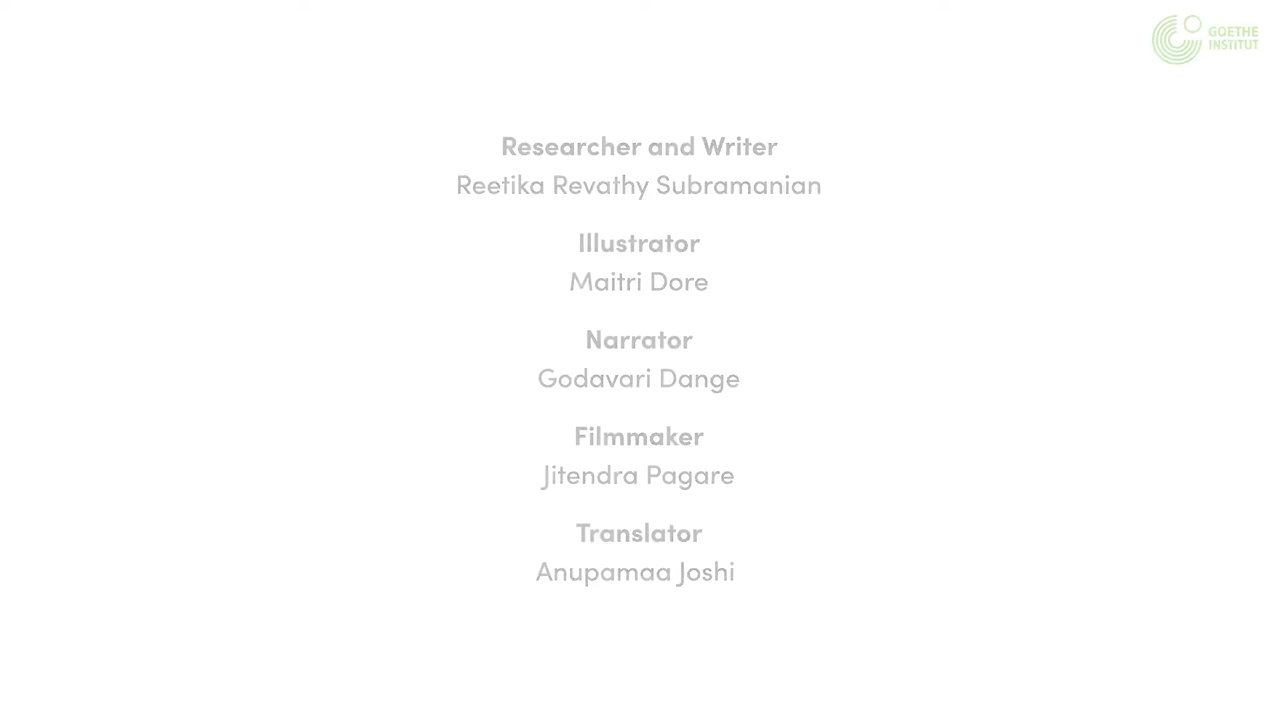 GOETHE
INSTITUT
Researcher and Writer
Reetika Revathy Subramanian
Illustrator
Maitri Dore
Narrator
Godavari Dange
Filmmaker
Jitendra Pagare
Translator
Anupamaa Joshi